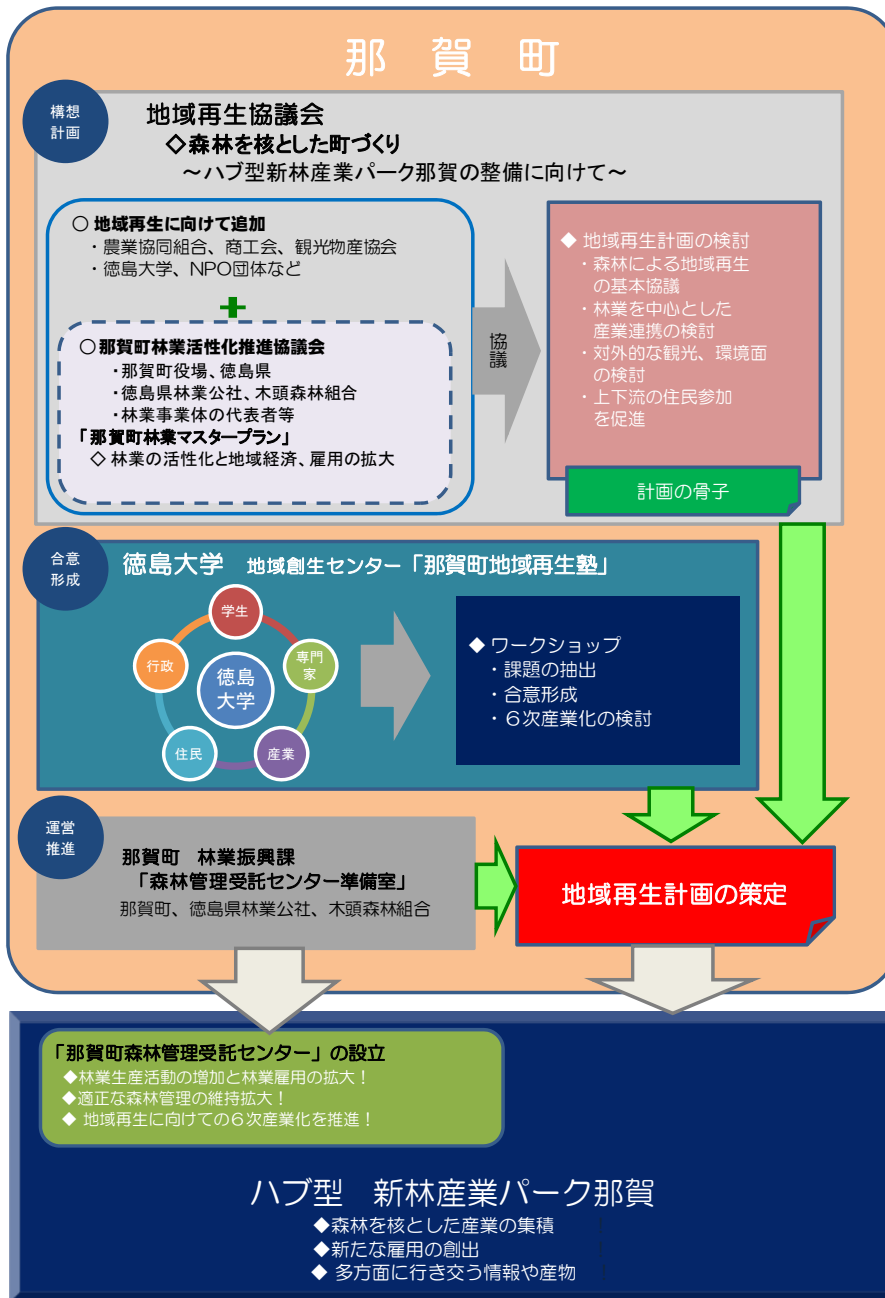 那 賀 町
構想
計画
地域再生協議会
◇森林を核とした町づくり
～ハブ型新林産業パーク那賀の整備に向けて～
○ 地域再生に向けて追加
・農業協同組合、商工会、観光物産協会
・徳島大学、NPO団体など
+
○那賀町林業活性化推進協議会
・那賀町役場、徳島県
・徳島県林業公社、木頭森林組合
・林業事業体の代表者等
「那賀町林業マスタープラン」
◇ 林業の活性化と地域経済、雇用の拡大
協議
◆ 地域再生計画の検討
・森林による地域再生
の基本協議
・林業を中心とした
産業連携の検討
・対外的な観光、環境面
の検討
・上下流の住民参加
を促進
計画の骨子
合意
形成
徳島大学 地域創生センター「那賀町地域再生塾」
学生
行政
専門
家
徳島
大学
住民
産業
◆ ワークショップ
・課題の抽出
・合意形成
・６次産業化の検討
運営
推進
那賀町 林業振興課
「森林管理受託センター準備室」
那賀町、徳島県林業公社、木頭森林組合
地域再生計画の策定
「那賀町森林管理受託センター」の設立
◆林業生産活動の増加と林業雇用の拡大！
◆適正な森林管理の維持拡大！
◆ 地域再生に向けての６次産業化を推進！
ハブ型 新林産業パーク那賀
◆森林を核とした産業の集積
◆新たな雇用の創出
◆ 多方面に行き交う情報や産物